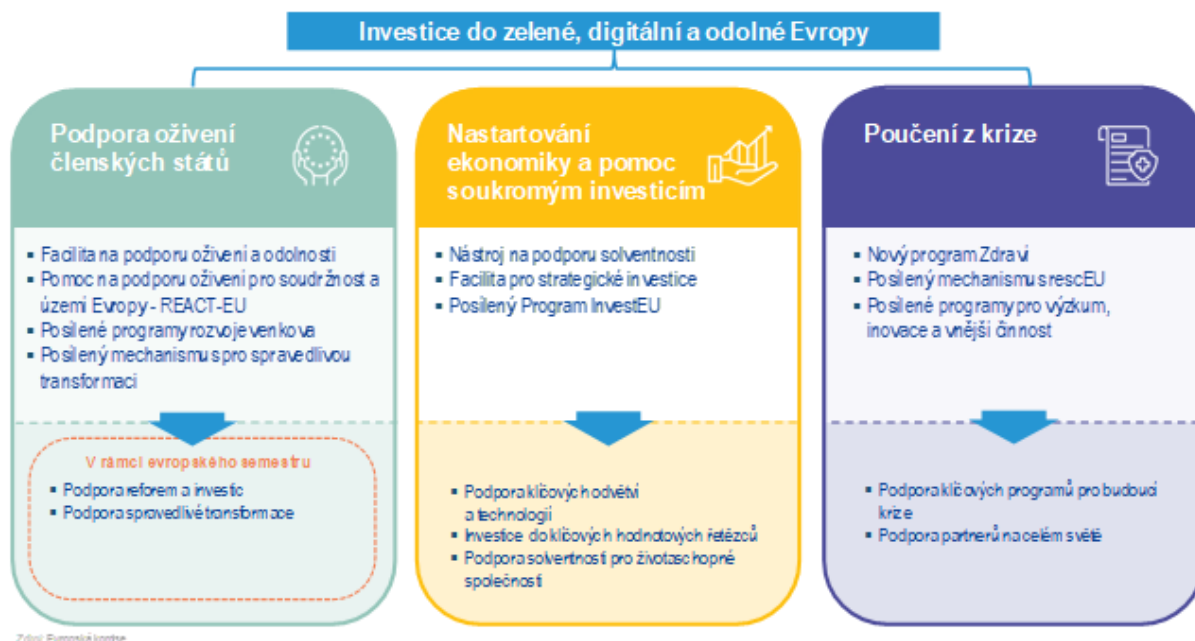 Investice do zelené, digitální a odolné Evropy
Podpora oživení
členských států
▪ Facilita na podporu oživení a odolnosti
▪ Pomoc na podporu oživení pro soudržnost a
území Evropy - REACT-EU
▪ Posílené programy rozvoje venkova
▪ Posílený mechanismus pro spravedlivou
transformaci
V rámci evropského semestru
▪ Podpora reforem a investic
▪ Podpora spravedlivé transformace
Nastartování
ekonomiky a pomoc
soukromým investicím
▪ Nástroj na podporu solventnosti
▪ Facilita pro strategické investice
▪ Posílený Program InvestEU
▪ Podpora klíčových odvětví
a technologií
▪ Investice do klíčových hodnotových řetězců
▪ Podpora solventnosti pro životaschopné
společnosti
Poučení z krize
▪ Nový program Zdraví
▪ Posílený mechanismus rescEU
▪ Posílené programy pro výzkum,
inovace a vnější činnost
▪ Podpora klíčových programů pro budoucí
krize
▪ Podpora partnerů na celém světě
Zdroj: Evropská komise